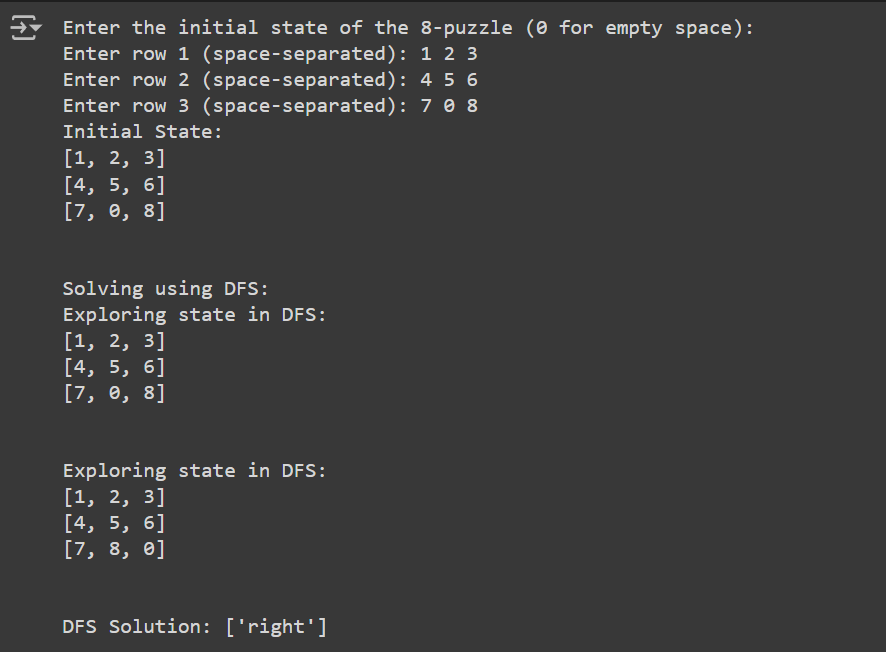 Enter the initial state of the 8-puzzle (0 for empty space):
Enter row 1 (space-separated): 1 2 3
Enter row 2 (space-separated): 4 5 6
Enter row 3 (space-separated): 7 0 8
Initial State:
[1, 2, 3]
[4, 5, 6]
[7, 0, 8]
Solving using DFS:
Exploring state in DFS:
[1, 2, 3]
[4, 5, 6]
[7, 0, 8]
Exploring state in DFS:
[1, 2, 3]
[4, 5, 6]
[7, 8, 0]
DFS Solution: ['right']